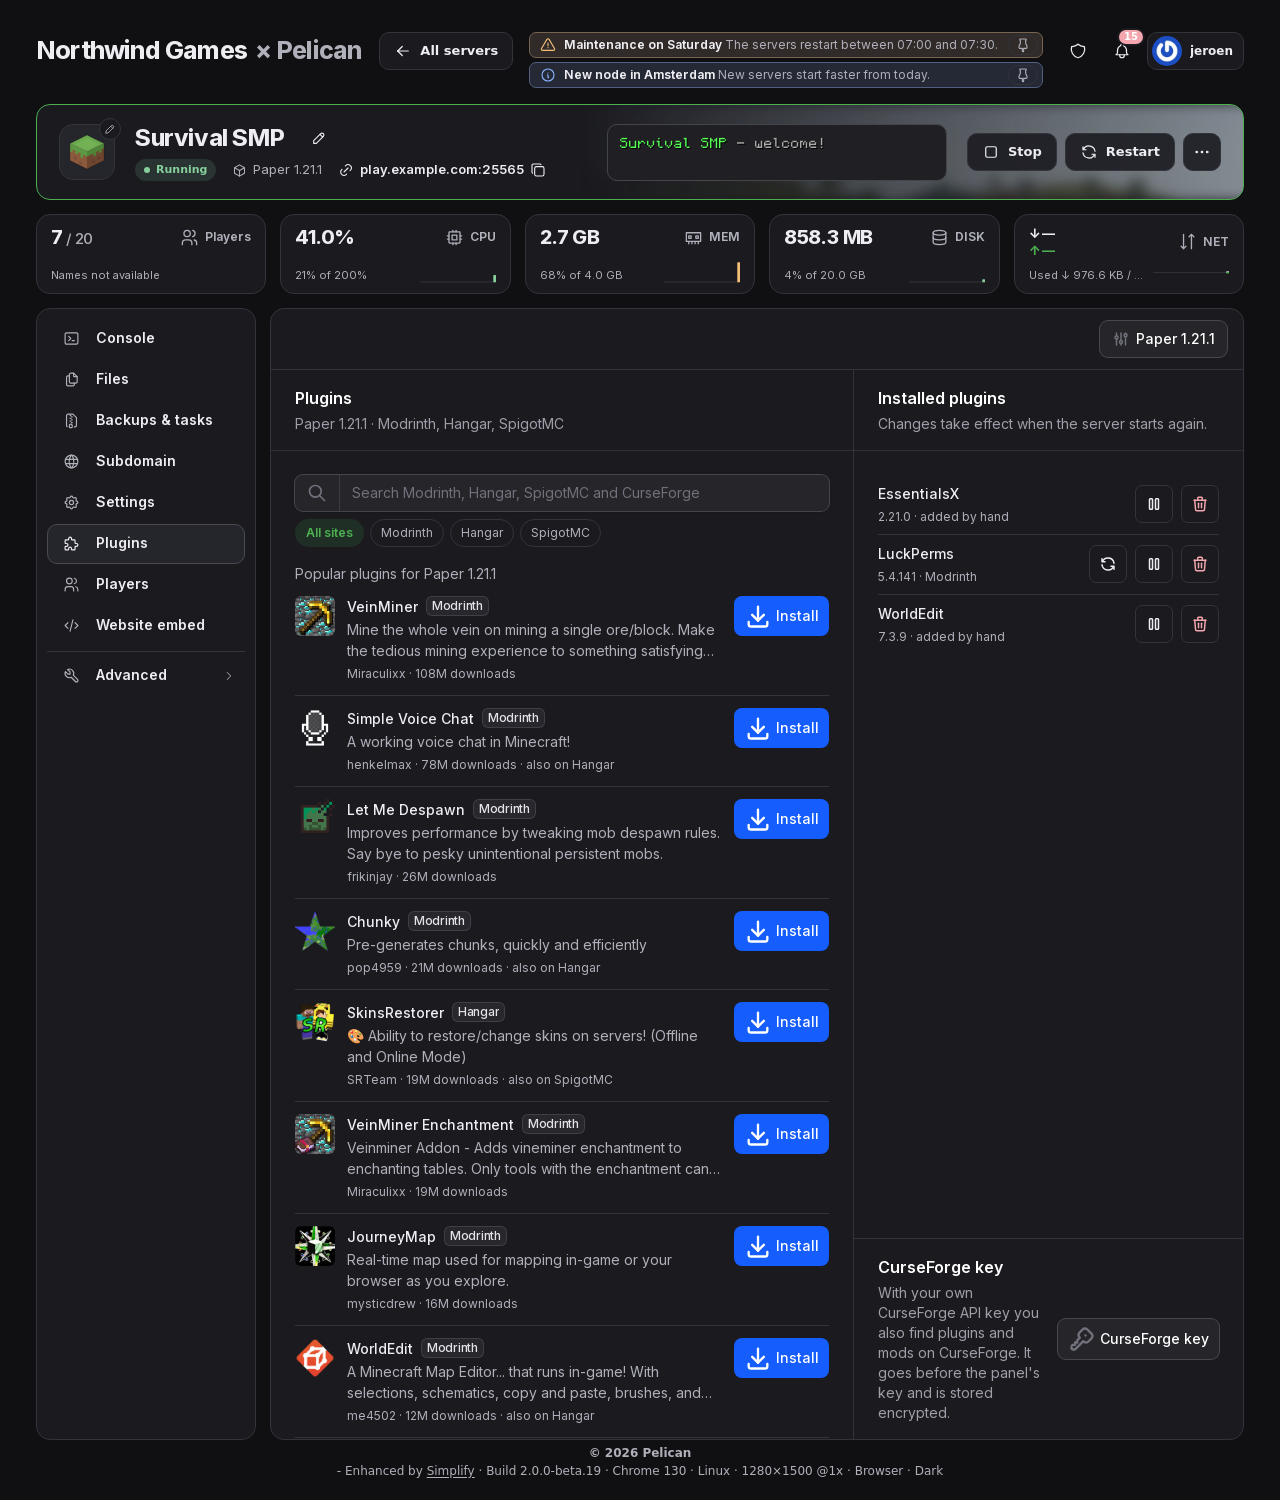 Northwind Games × Pelican
All servers
Maintenance on Saturday The servers restart between 07:00 and 07:30.
New node in Amsterdam New servers start faster from today.
15
jeroen
Survival SMP
Running
Paper 1.21.1
play.example.com:25565
Survival SMP - welcome!
Stop
Restart
7 / 20
Players
Names not available
41.0%
CPU
21% of 200%
2.7 GB
MEM
68% of 4.0 GB
858.3 MB
DISK
4% of 20.0 GB
↓—
↑—
NET
Used ↓ 976.6 KB / ...
Console
Files
Backups & tasks
Subdomain
Settings
Plugins
Players
Website embed
Advanced
Paper 1.21.1
Plugins
Paper 1.21.1 · Modrinth, Hangar, SpigotMC
Search Modrinth, Hangar, SpigotMC and CurseForge
All sites
Modrinth
Hangar
SpigotMC
Popular plugins for Paper 1.21.1
VeinMiner Modrinth
Mine the whole vein on mining a single ore/block. Make
the tedious mining experience to something satisfying...
Miraculixx · 108M downloads
Install
Simple Voice Chat Modrinth
A working voice chat in Minecraft!
henkelmax · 78M downloads · also on Hangar
Install
Let Me Despawn Modrinth
Improves performance by tweaking mob despawn rules.
Say bye to pesky unintentional persistent mobs.
frikinjay · 26M downloads
Install
Chunky Modrinth
Pre-generates chunks, quickly and efficiently
pop4959 · 21M downloads · also on Hangar
Install
SR
SkinsRestorer Hangar
🎨 Ability to restore/change skins on servers! (Offline
and Online Mode)
SRTeam · 19M downloads · also on SpigotMC
Install
VeinMiner Enchantment Modrinth
Veinminer Addon - Adds vineminer enchantment to
enchanting tables. Only tools with the enchantment can...
Miraculixx · 19M downloads
Install
JourneyMap Modrinth
Real-time map used for mapping in-game or your
browser as you explore.
mysticdrew · 16M downloads
Install
WorldEdit Modrinth
A Minecraft Map Editor... that runs in-game! With
selections, schematics, copy and paste, brushes, and...
me4502 · 12M downloads · also on Hangar
Install
Installed plugins
Changes take effect when the server starts again.
EssentialsX
2.21.0 · added by hand
LuckPerms
5.4.141 · Modrinth
WorldEdit
7.3.9 · added by hand
CurseForge key
With your own
CurseForge API key you
also find plugins and
mods on CurseForge. It
goes before the panel's
key and is stored
encrypted.
CurseForge key
© 2026 Pelican
- Enhanced by Simplify · Build 2.0.0-beta.19 · Chrome 130 · Linux · 1280×1500 @1x · Browser · Dark